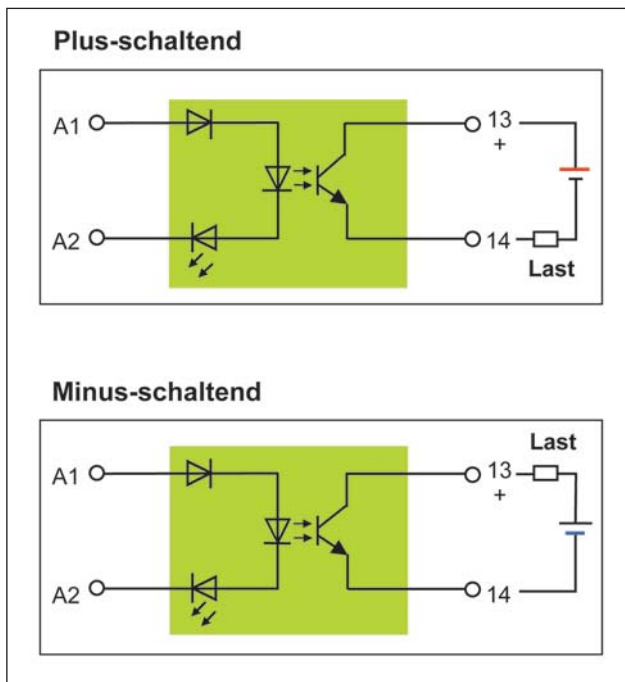 Plus-schaltend
A1
13
+
A2
14
Last
Minus-schaltend
Last
A1
13
+
A2
14